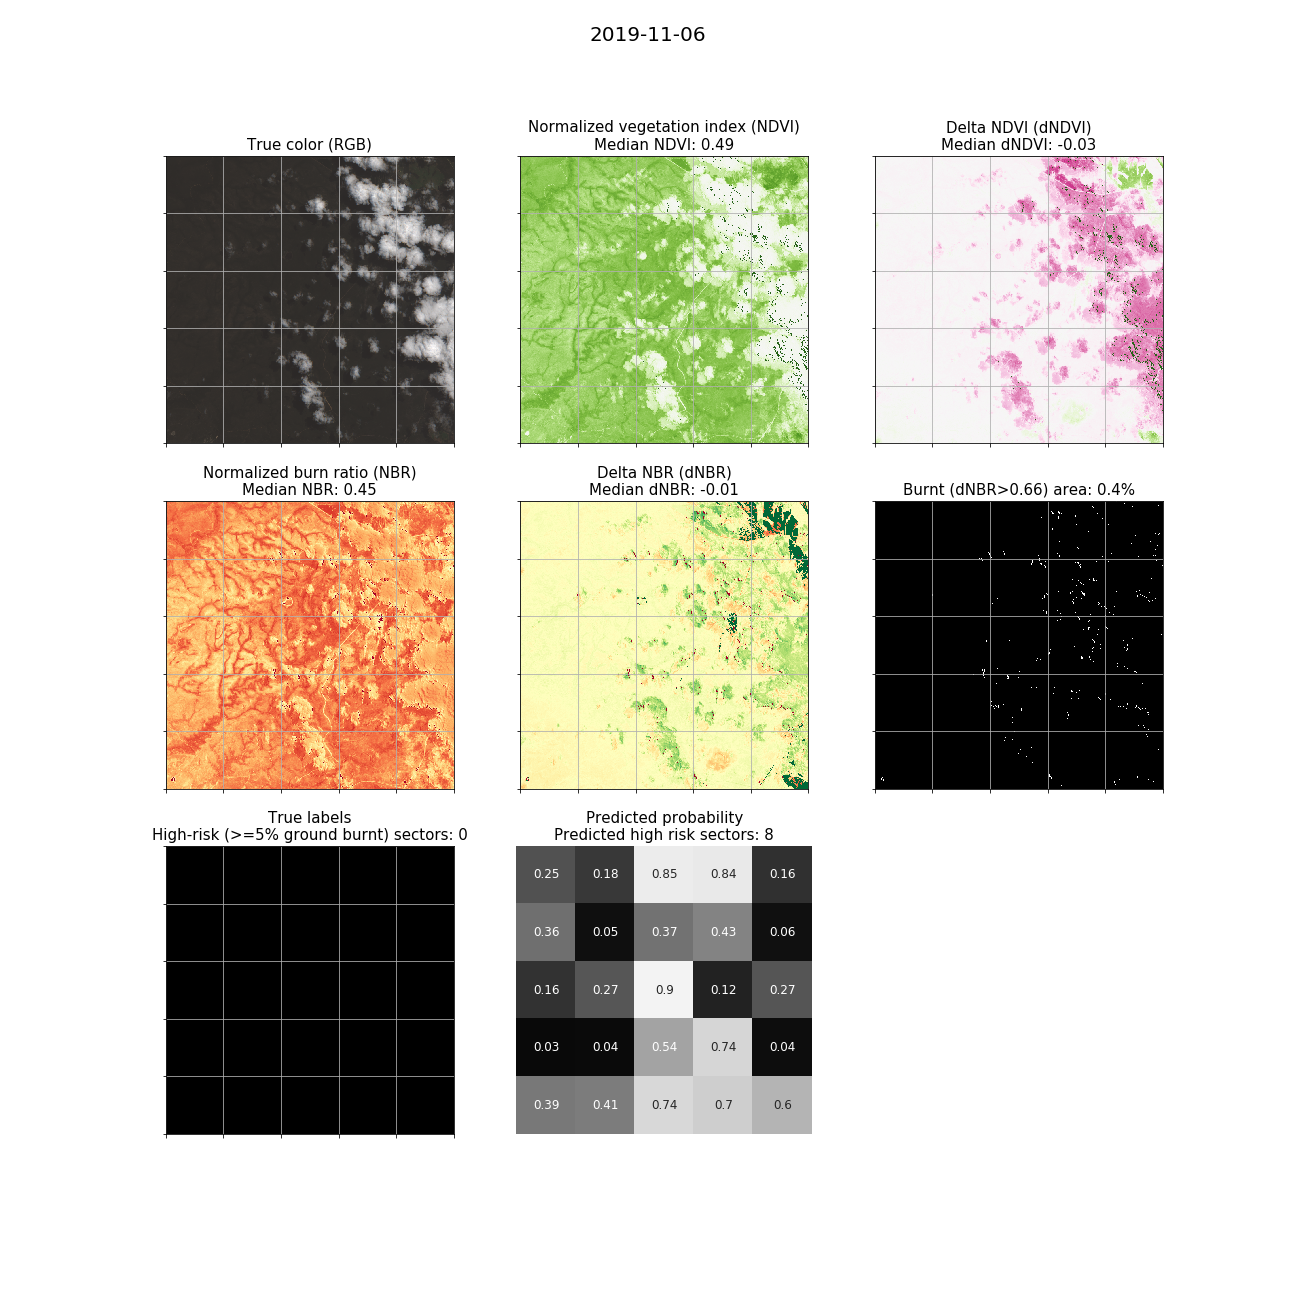 2019-11-06
True color (RGB)
Normalized vegetation index (NDVI)
Median NDVI: 0.49
Delta NDVI (dNDVI)
Median dNDVI: -0.03
Normalized burn ratio (NBR)
Median NBR: 0.45
Delta NBR (dNBR)
Median dNBR: -0.01
Burnt (dNBR>0.66) area: 0.4%
True labels
High-risk (>=5% ground burnt) sectors: 0
Predicted probability
Predicted high risk sectors: 8
0.25 0.18 0.85 0.84 0.16
0.36 0.05 0.37 0.43 0.06
0.16 0.27 0.9 0.12 0.27
0.03 0.04 0.54 0.74 0.04
0.39 0.41 0.74 0.7 0.6